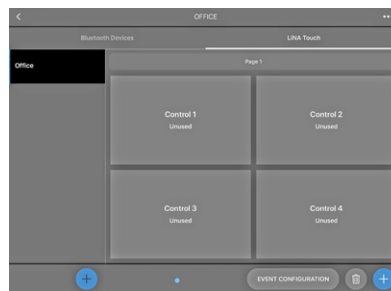 OFFICE
Bluetooth Devices
LiNA Touch
Office
Page 1
Control 1
Unused
Control 2
Unused
Control 3
Unused
Control 4
Unused
EVENT CONFIGURATION